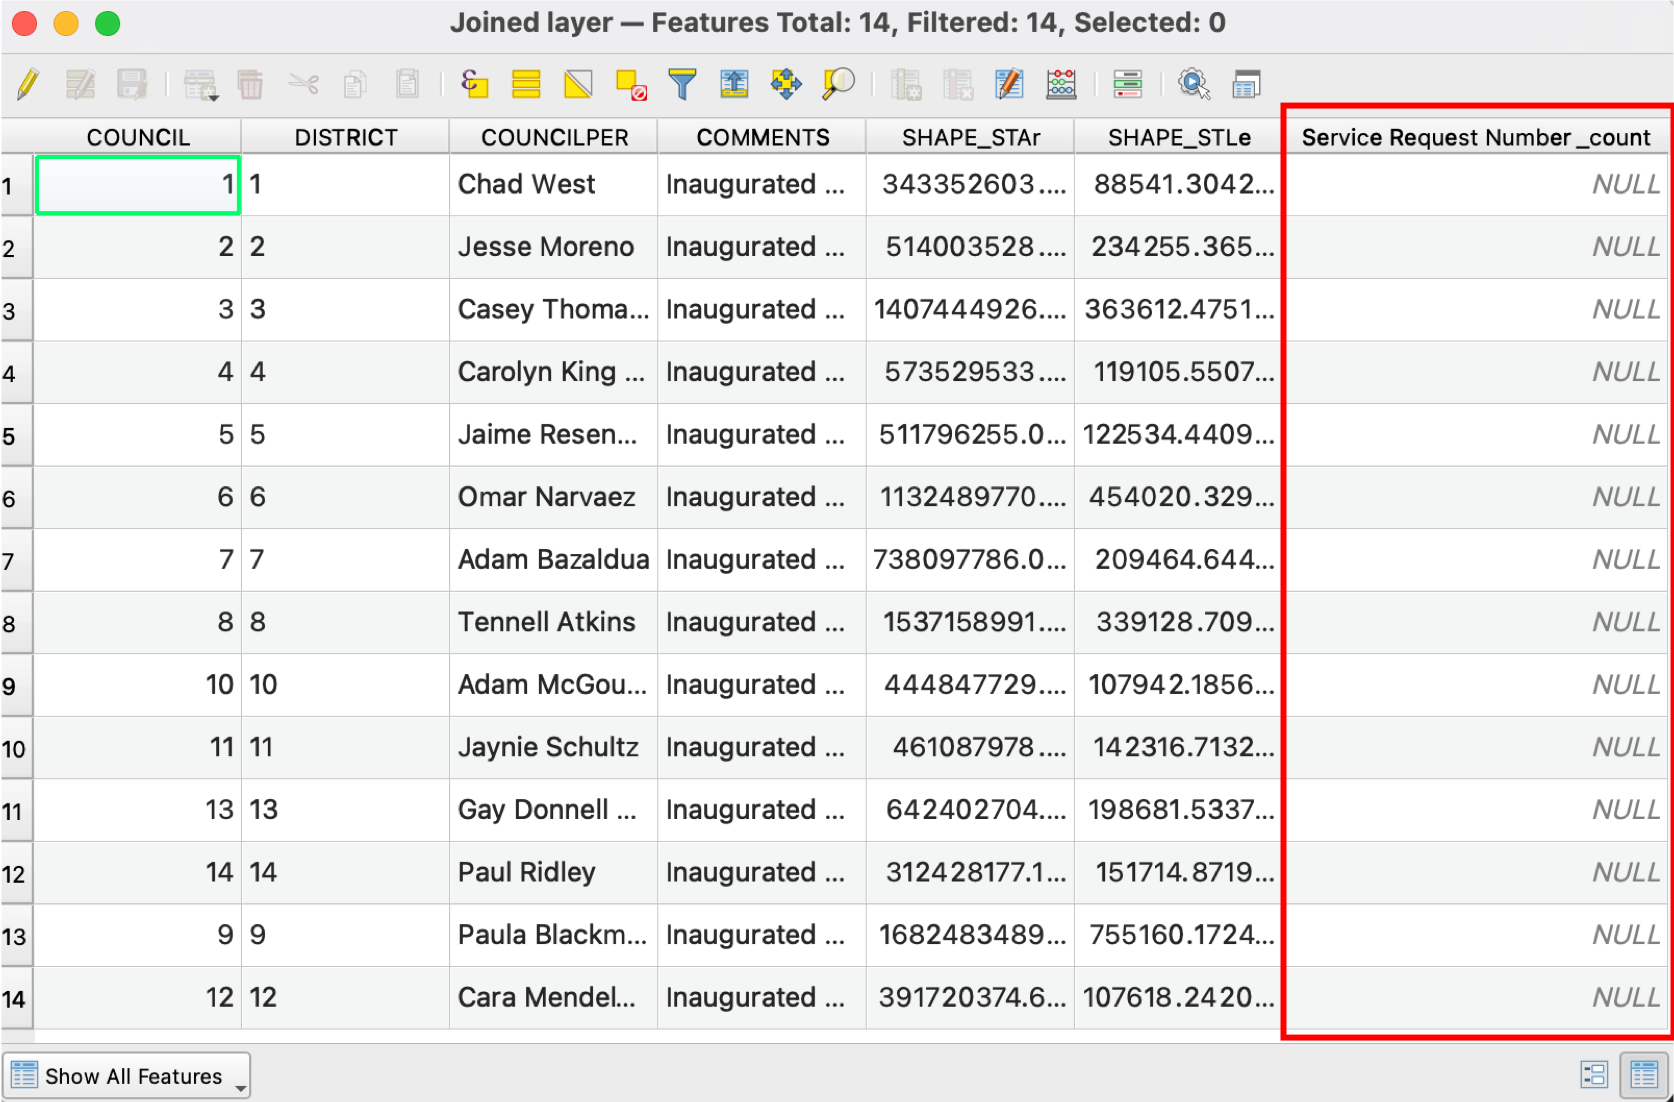 Joined layer — Features Total: 14, Filtered: 14, Selected: 0
COUNCIL DISTRICT COUNCILPER COMMENTS SHAPE_STAr SHAPE_STLe Service Request Number _count
1 1 1 Chad West Inaugurated ... 343352603.... 88541.3042... NULL
2 2 2 Jesse Moreno Inaugurated ... 514003528.... 234255.365... NULL
3 3 3 Casey Thoma... Inaugurated ... 1407444926.... 363612.4751... NULL
4 4 4 Carolyn King ... Inaugurated ... 573529533.... 119105.5507... NULL
5 5 5 Jaime Resen... Inaugurated ... 511796255.0... 122534.4409... NULL
6 6 6 Omar Narvaez Inaugurated ... 1132489770.... 454020.329... NULL
7 7 7 Adam Bazaldua Inaugurated ... 738097786.0... 209464.644... NULL
8 8 8 Tennell Atkins Inaugurated ... 1537158991.... 339128.709... NULL
9 10 10 Adam McGou... Inaugurated ... 444847729.... 107942.1856... NULL
10 11 11 Jaynie Schultz Inaugurated ... 461087978.... 142316.7132... NULL
11 13 13 Gay Donnell ... Inaugurated ... 642402704.... 198681.5337... NULL
12 14 14 Paul Ridley Inaugurated ... 312428177.1... 151714.8719... NULL
13 9 9 Paula Blackm... Inaugurated ... 1682483489... 755160.1724... NULL
14 12 12 Cara Mendel... Inaugurated ... 391720374.6... 107618.2420... NULL
Show All Features